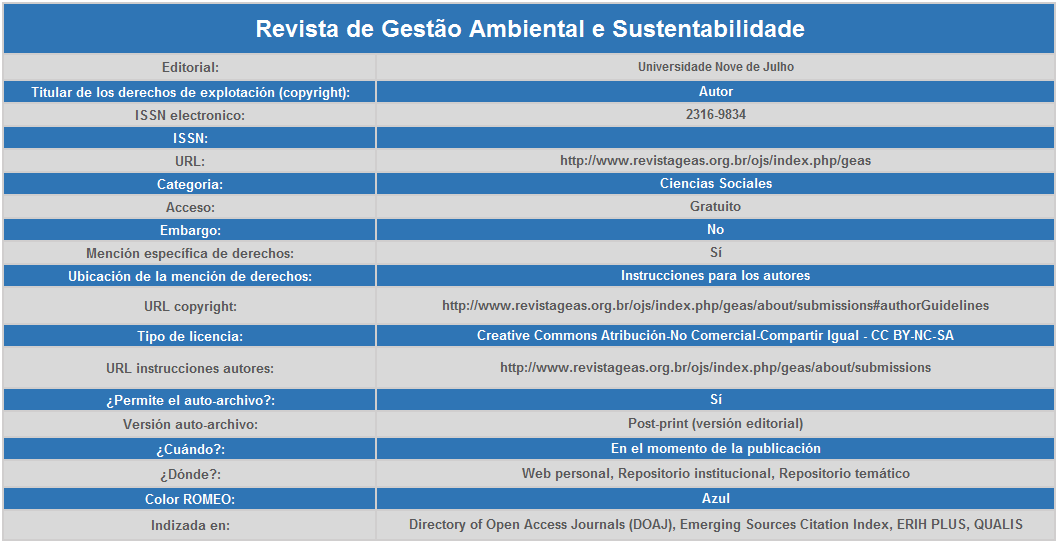 Revista de Gestão Ambiental e Sustentabilidade
Editorial: Universidade Nove de Julho
Titular de los derechos de explotación (copyright): Autor
ISSN electronico: 2316-9834
ISSN:
URL: http://www.revistageas.org.br/ojs/index.php/geas
Categoria: Ciencias Sociales
Acceso: Gratuito
Embargo: No
Mención específica de derechos: Sí
Ubicación de la mención de derechos: Instrucciones para los autores
URL copyright: http://www.revistageas.org.br/ojs/index.php/geas/about/submissions#authorGuidelines
Tipo de licencia: Creative Commons Atribución-No Comercial-Compartir Igual - CC BY-NC-SA
URL instrucciones autores: http://www.revistageas.org.br/ojs/index.php/geas/about/submissions
¿Permite el auto-archivo?: Sí
Versión auto-archivo: Post-print (versión editorial)
¿Cuándo?: En el momento de la publicación
¿Dónde?: Web personal, Repositorio institucional, Repositorio temático
Color ROMEO: Azul
Indizada en: Directory of Open Access Journals (DOAJ), Emerging Sources Citation Index, ERIH PLUS, QUALIS